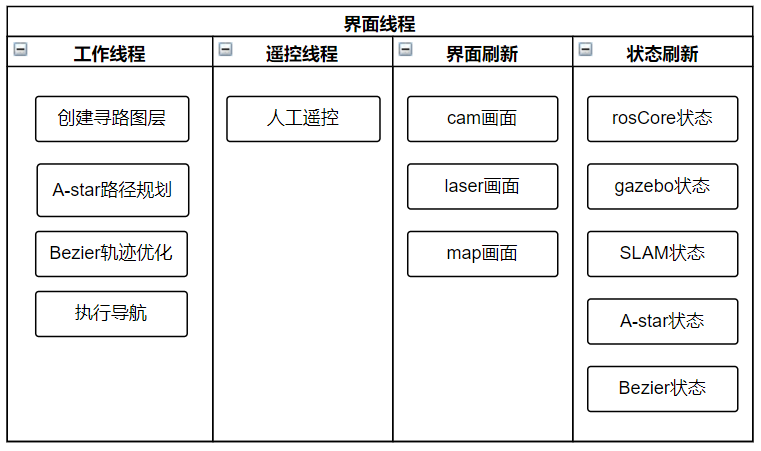 界面线程
工作线程
遥控线程
界面刷新
状态刷新
创建寻路图层
人工遥控
cam画面
rosCore状态
A-star路径规划
laser画面
gazebo状态
Bezier轨迹优化
map画面
SLAM状态
执行导航
A-star状态
Bezier状态